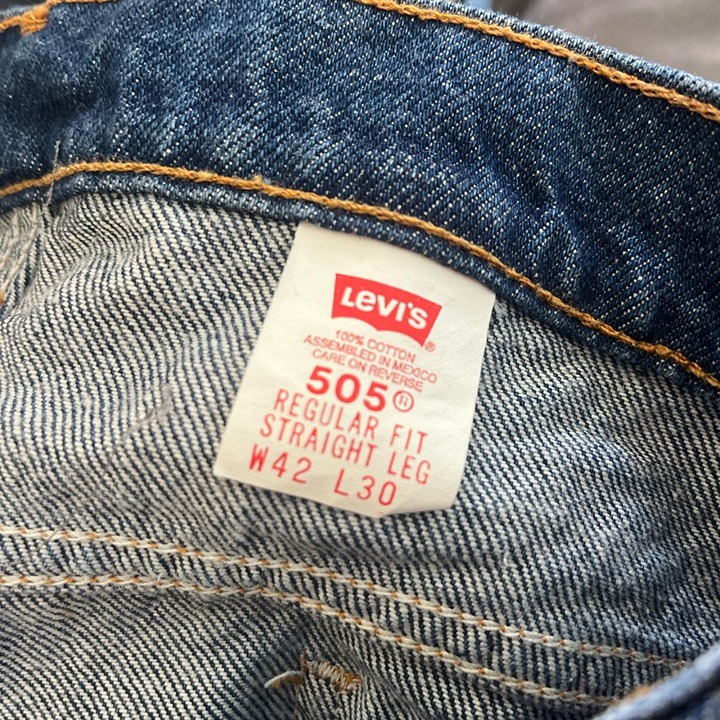 Levi's®
100% COTTON
ASSEMBLED IN MEXICO
CARE ON REVERSE
505®
REGULAR FIT
STRAIGHT LEG
W42 L30